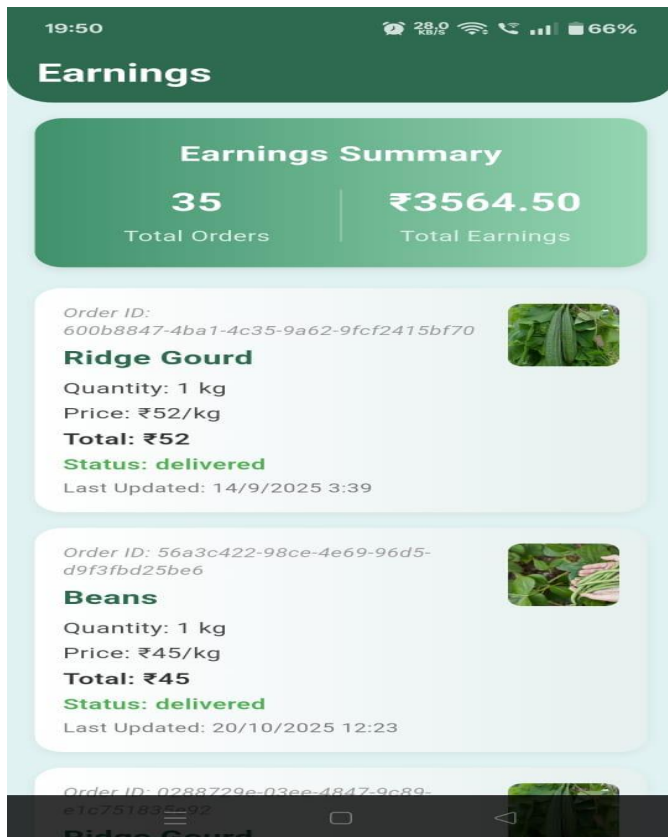 19:50
28.0
KB/S
66%
Earnings
Earnings Summary
35
₹3564.50
Total Orders
Total Earnings
Order ID:
600b8847-4ba1-4c35-9a62-9fcf2415bf70
Ridge Gourd
Quantity: 1 kg
Price: ₹52/kg
Total: ₹52
Status: delivered
Last Updated: 14/9/2025 3:39
Order ID: 56a3c422-98ce-4e69-96d5-
d9f3fbd25be6
Beans
Quantity: 1 kg
Price: ₹45/kg
Total: ₹45
Status: delivered
Last Updated: 20/10/2025 12:23
Order ID: 0288729e-03ee-4847-9c89-
Ridge Gourd